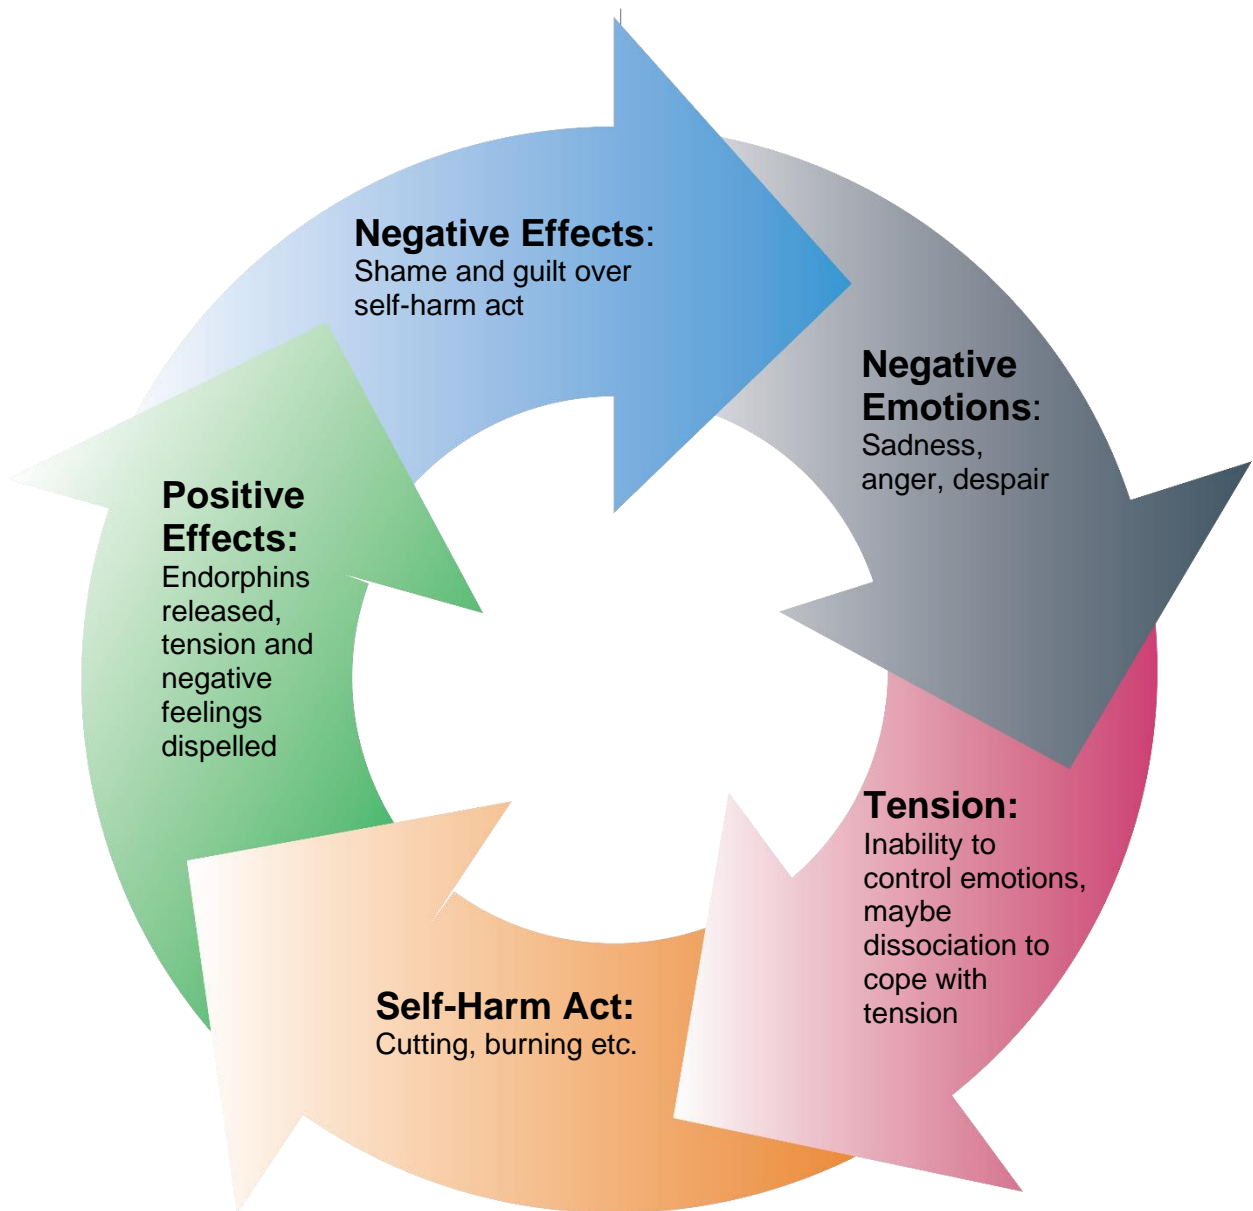 Negative Effects:
Shame and guilt over
self-harm act
Negative
Emotions:
Sadness,
anger, despair
Tension:
Inability to
control emotions,
maybe
dissociation to
cope with
tension
Self-Harm Act:
Cutting, burning etc.
Positive
Effects:
Endorphins
released,
tension and
negative
feelings
dispelled